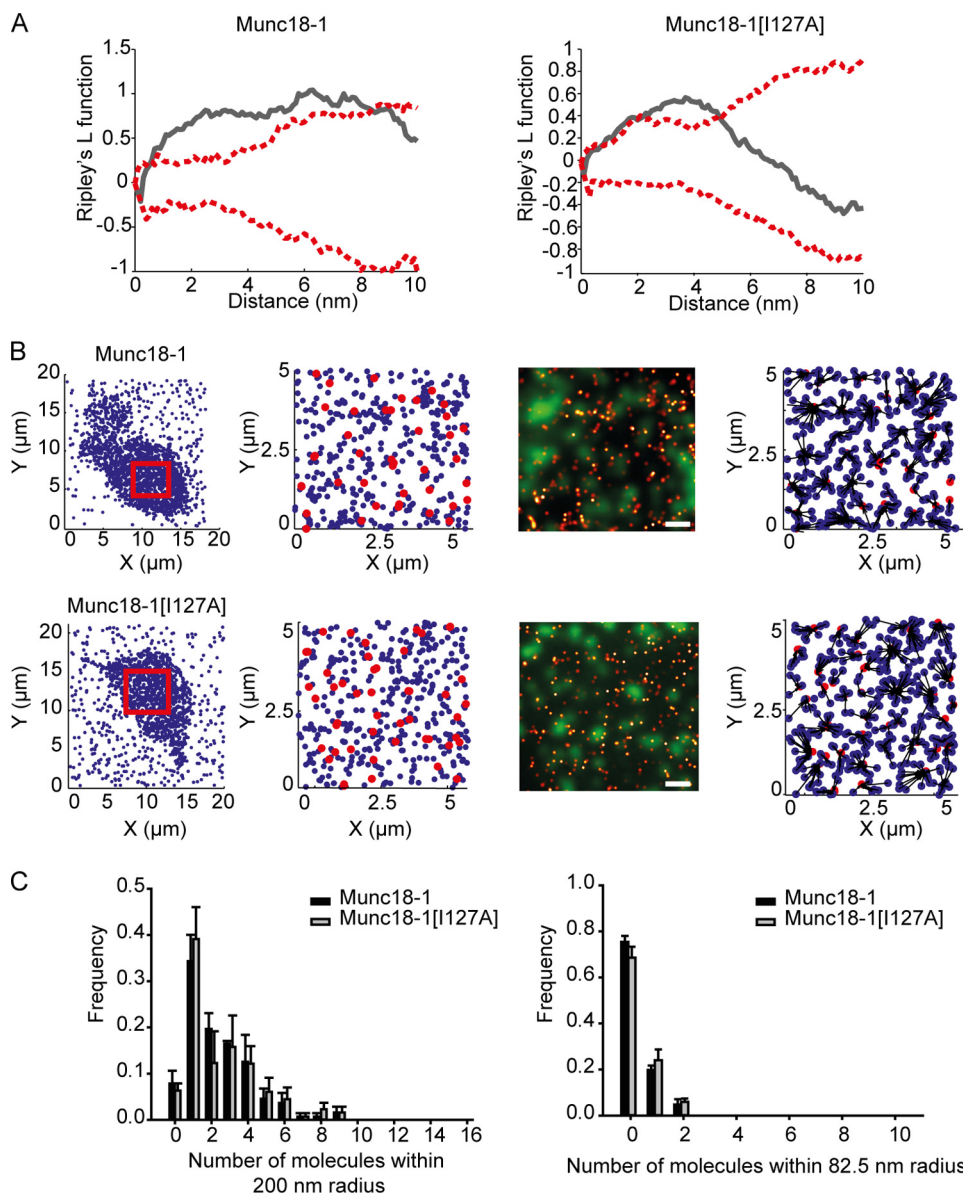 A
Munc18-1
Ripley's L function
1.5
1
0.5
0
-0.5
-1
0 2 4 6 8 10
Distance (nm)
Munc18-1[I127A]
Ripley's L function
1
0.8
0.6
0.4
0.2
0
-0.2
-0.4
-0.6
-0.8
-1
0 2 4 6 8 10
Distance (nm)
B
Munc18-1
Y (µm)
20
15
10
5
0
0 5 10 15 20
X (µm)
Y (µm)
5
2.5
0
0 2.5 5
X (µm)
Y (µm)
5
2.5
0
0 2.5 5
X (µm)
Munc18-1[I127A]
Y (µm)
20
15
10
5
0
0 5 10 15 20
X (µm)
Y (µm)
5
2.5
0
0 2.5 5
X (µm)
Y (µm)
5
2.5
0
0 2.5 5
X (µm)
C
Frequency
0.5
0.4
0.3
0.2
0.1
0.0
Munc18-1
Munc18-1[I127A]
0 2 4 6 8 10 12 14 16
Number of molecules within
200 nm radius
Frequency
1.0
0.8
0.6
0.4
0.2
0.0
Munc18-1
Munc18-1[I127A]
0 2 4 6 8 10
Number of molecules within 82.5 nm radius